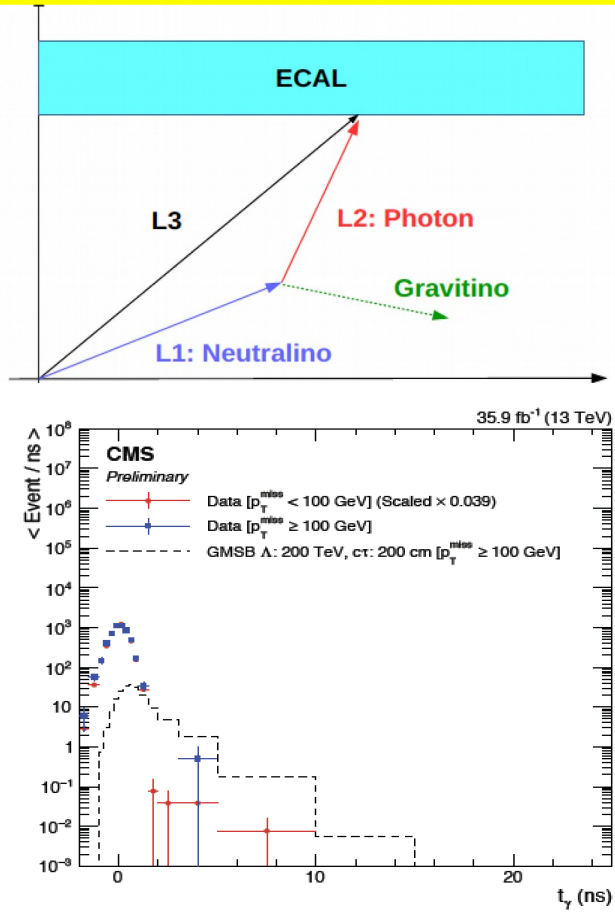 ECAL
L3
L2: Photon
Gravitino
L1: Neutralino
35.9 fb⁻¹ (13 TeV)
< Event / ns >
CMS
Preliminary
Data [p_T^miss < 100 GeV] (Scaled × 0.039)
Data [p_T^miss ≥ 100 GeV]
GMSB Λ: 200 TeV, cτ: 200 cm [p_T^miss ≥ 100 GeV]
10⁸
10⁷
10⁶
10⁵
10⁴
10³
10²
10
1
10⁻¹
10⁻²
10⁻³
0 10 20
t_γ (ns)